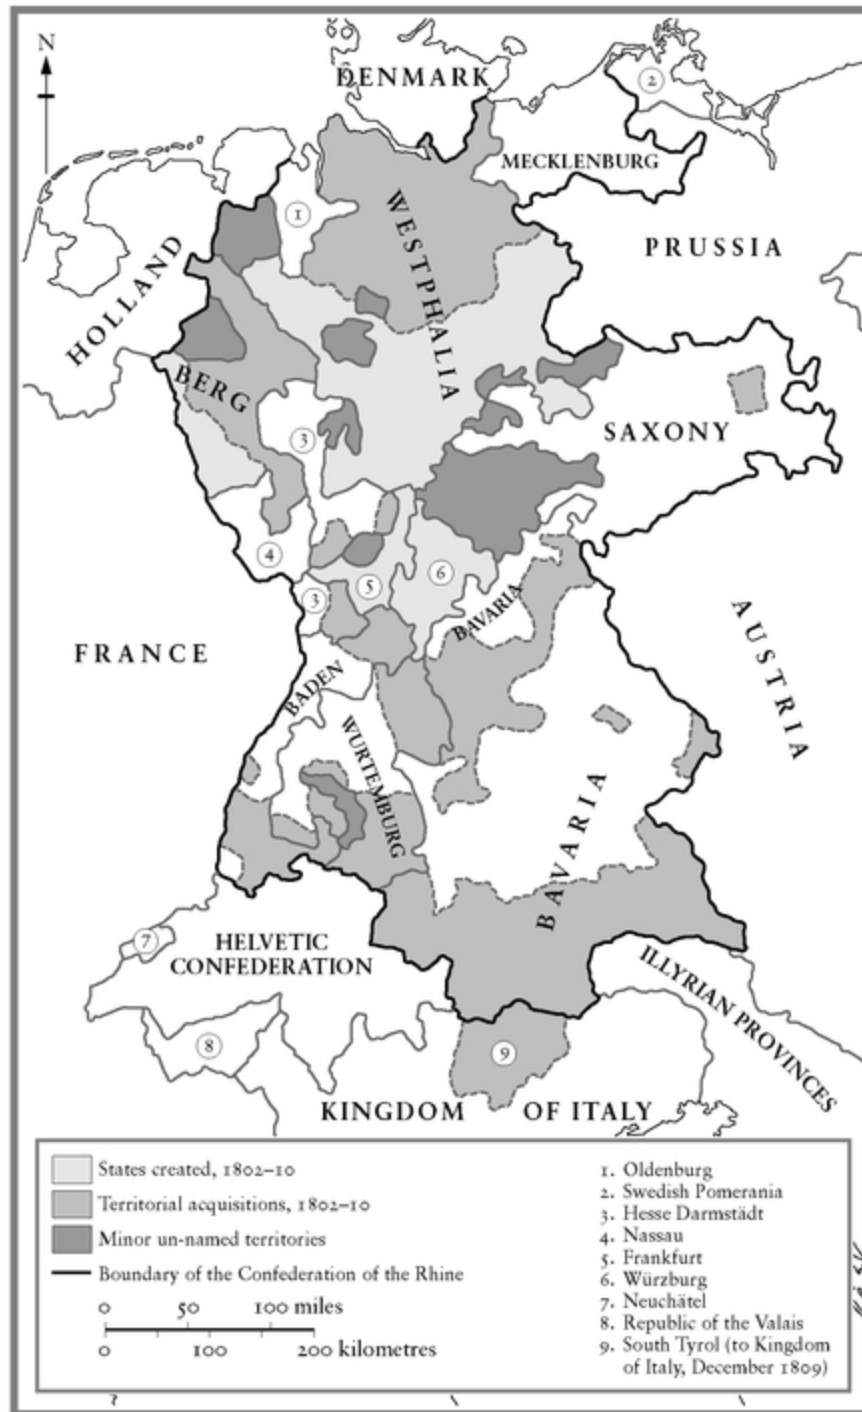 N
DENMARK
2
MECKLENBURG
1
WESTPHALIA
PRUSSIA
HOLLAND
BERG
3
SAXONY
4
5
6
3
BAVARIA
FRANCE
AUSTRIA
BADEN
WURTEMBURG
BAVARIA
7
HELVETIC
CONFEDERATION
ILLYRIAN PROVINCES
8
9
KINGDOM OF ITALY
States created, 1802–10
Territorial acquisitions, 1802–10
Minor un-named territories
Boundary of the Confederation of the Rhine
0 50 100 miles
0 100 200 kilometres
1. Oldenburg
2. Swedish Pomerania
3. Hesse Darmstädt
4. Nassau
5. Frankfurt
6. Würzburg
7. Neuchâtel
8. Republic of the Valais
9. South Tyrol (to Kingdom
of Italy, December 1809)